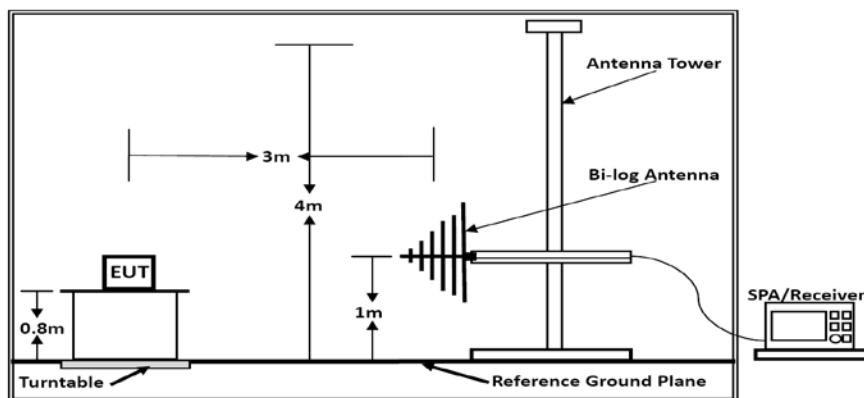 Antenna Tower
3m
Bi-log Antenna
4m
EUT
SPA/Receiver
0.8m
1m
Turntable
Reference Ground Plane